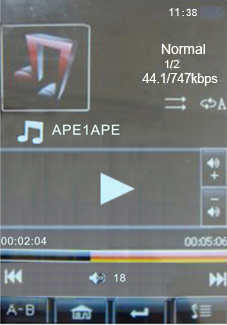 11:38
Normal
1/2
44.1/747kbps
A
APE1APE
+
-
00:02:04
00:05:06
18
A-B